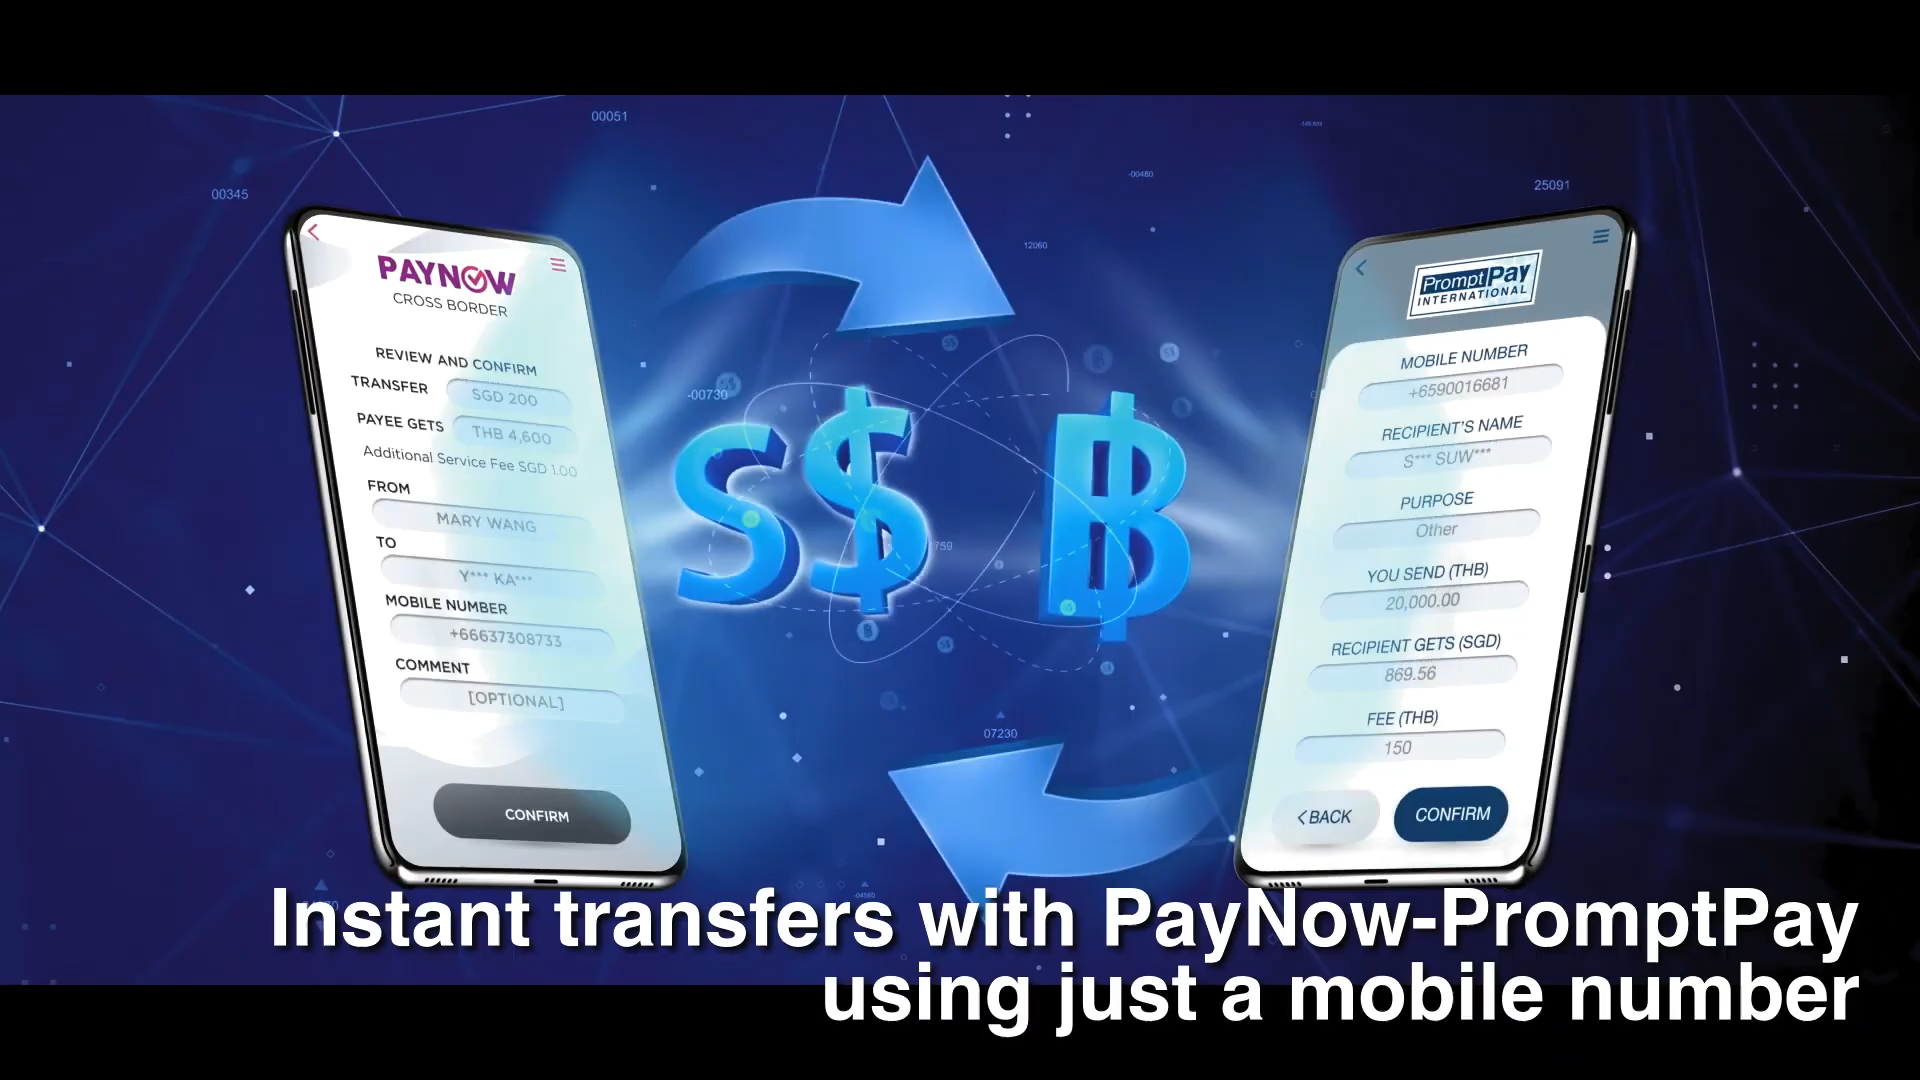 00051
-00480
00345
25091
12060
-00730
759
07230
PAYNOW
CROSS BORDER
REVIEW AND CONFIRM
TRANSFER SGD 200
PAYEE GETS THB 4,600
Additional Service Fee SGD 1.00
FROM
MARY WANG
TO
Y*** KA***
MOBILE NUMBER
+66637308733
COMMENT
[OPTIONAL]
CONFIRM
S$ B
PromptPay
INTERNATIONAL
MOBILE NUMBER
+6590016681
RECIPIENT'S NAME
S*** SUW***
PURPOSE
Other
YOU SEND (THB)
20,000.00
RECIPIENT GETS (SGD)
869.56
FEE (THB)
150
<BACK CONFIRM
Instant transfers with PayNow-PromptPay
using just a mobile number